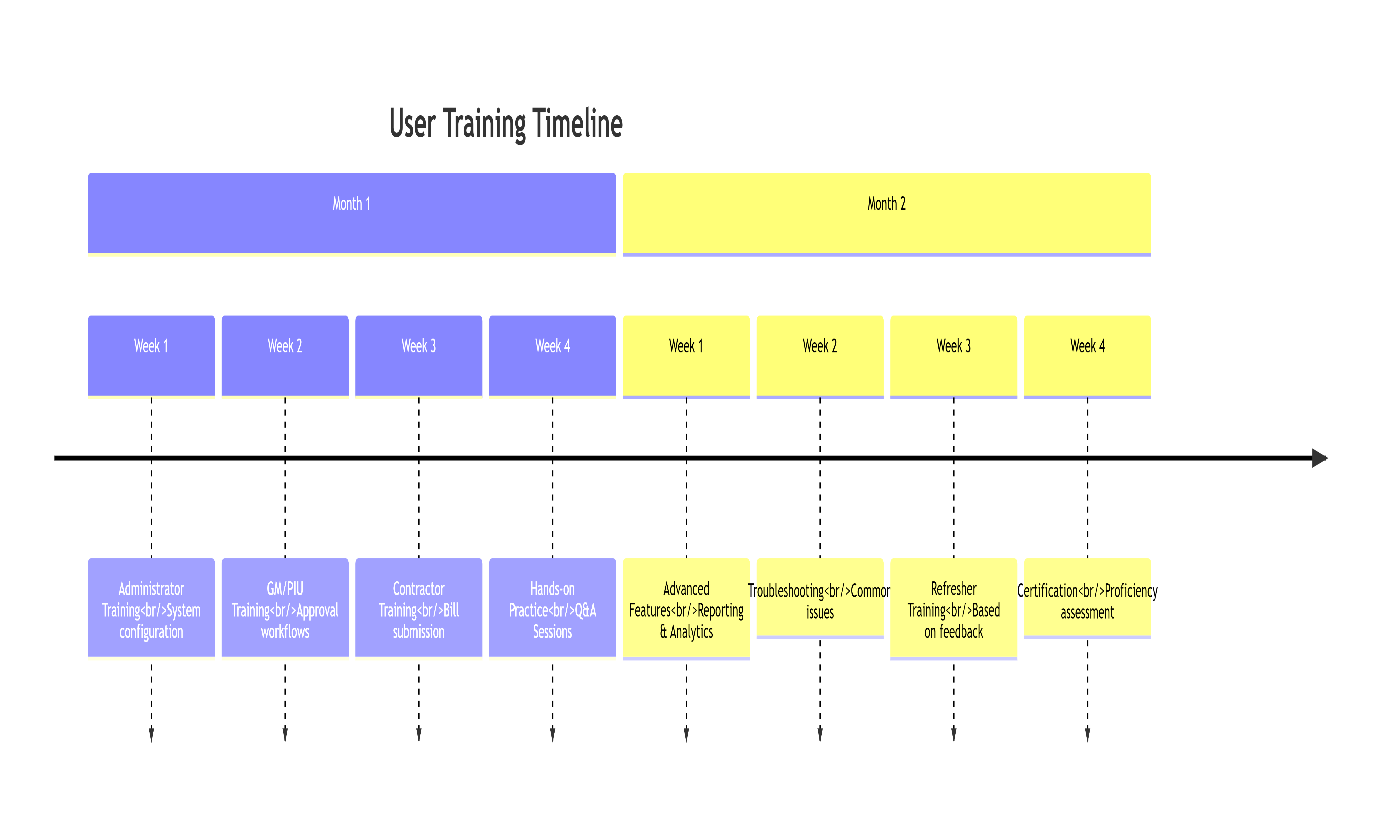 User Training Timeline
Month 1
Month 2
Week 1
Week 2
Week 3
Week 4
Week 1
Week 2
Week 3
Week 4
Administrator
Training<br/>System
configuration
GM/PIU
Training<br/>Approval
workflows
Contractor
Training<br/>Bill
submission
Hands-on
Practice<br/>Q&A
Sessions
Advanced
Features<br/>Reporting
& Analytics
Troubleshooting<br/>Common
issues
Refresher
Training<br/>Based
on feedback
Certification<br/>Proficiency
assessment